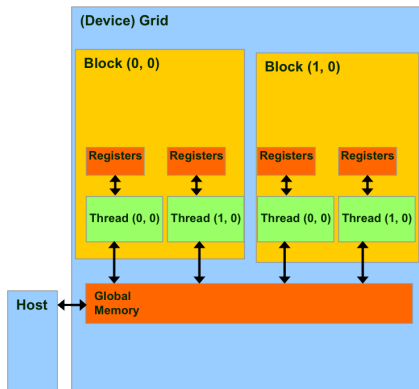 (Device) Grid
Block (0, 0)
Block (1, 0)
Registers
Registers
Registers
Registers
Thread (0, 0)
Thread (1, 0)
Thread (0, 0)
Thread (1, 0)
Host
Global
Memory